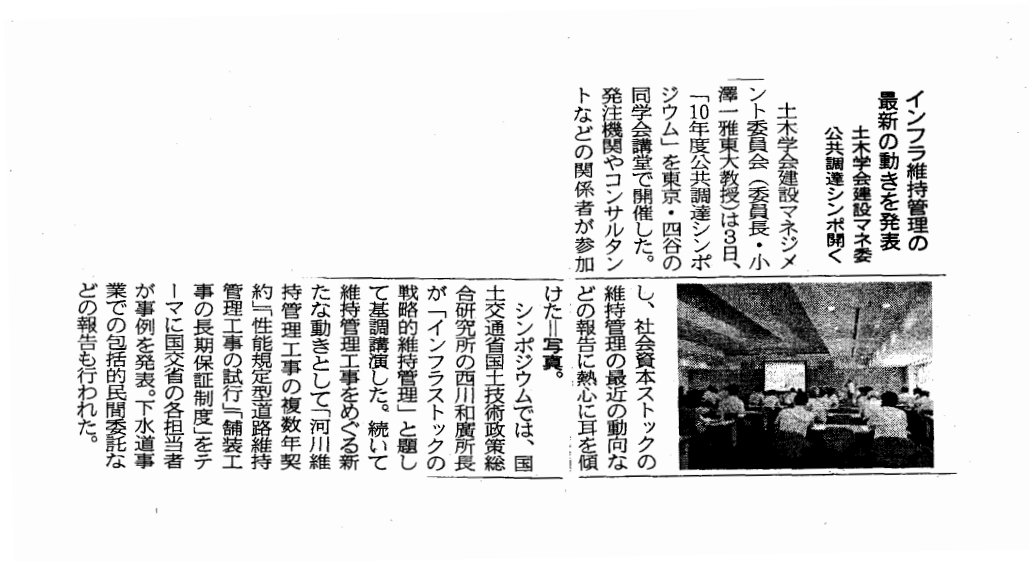 インフラ維持管理の
最新の動きを発表
土木学会建設マネ委
公共調達シンポ開く
土木学会建設マネジメ
ント委員会（委員長・小
澤一雅東大教授）は3日、
「10年度公共調達シンポ
ジウム」を東京・四谷の
同学会講堂で開催した。
発注機関やコンサルタン
トなどの関係者が参加
し、社会資本ストックの
維持管理の最近の動向な
どの報告に熱心に耳を傾
けた＝写真。
シンポジウムでは、国
土交通省国土技術政策総
合研究所の西川和廣所長
が「インフラストックの
戦略的維持管理」と題し
て基調講演した。続いて
維持管理工事をめぐる新
たな動きとして「河川維
持管理工事の複数年契
約」「性能規定型道路維持
管理工事の試行」「舗装工
事の長期保証制度」をテ
ーマに国交省の各担当者
が事例を発表。下水道事
業での包括的民間委託な
どの報告も行われた。